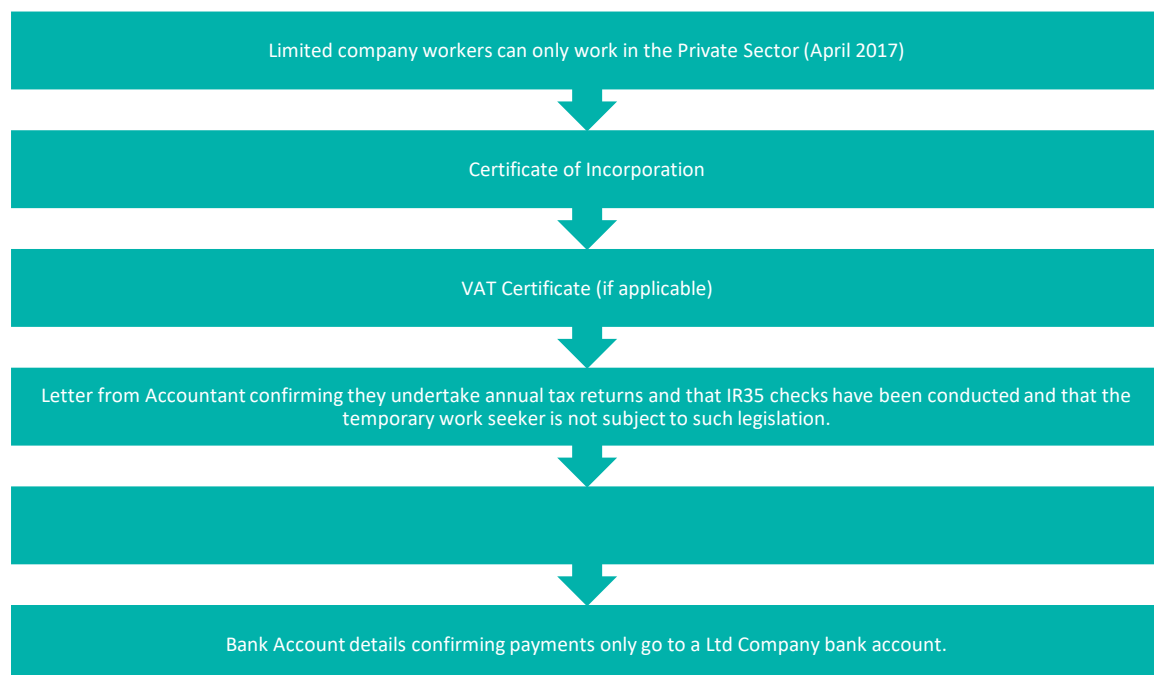 Limited company workers can only work in the Private Sector (April 2017)
Certificate of Incorporation
VAT Certificate (if applicable)
Letter from Accountant confirming they undertake annual tax returns and that IR35 checks have been conducted and that the
temporary work seeker is not subject to such legislation.
Bank Account details confirming payments only go to a Ltd Company bank account.